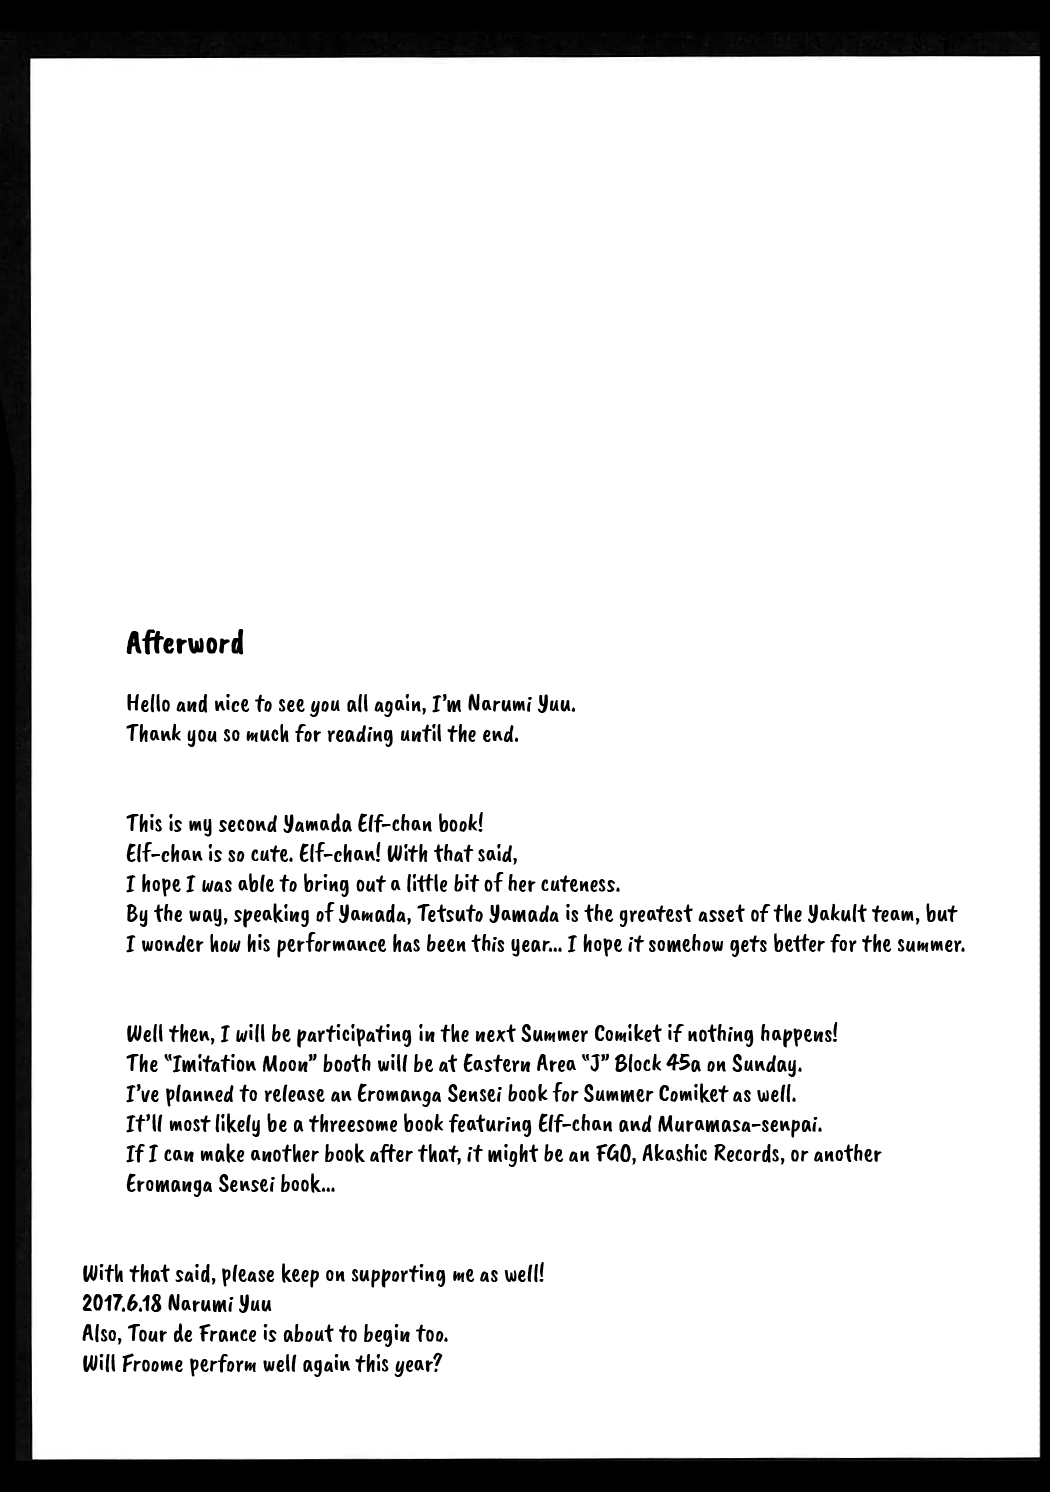 Afterword
Hello and nice to see you all again, I'm Narumi Yuu.
Thank you so much for reading until the end.
This is my second Yamada Elf-chan book!
Elf-chan is so cute. Elf-chan! With that said,
I hope I was able to bring out a little bit of her cuteness.
By the way, speaking of Yamada, Tetsuto Yamada is the greatest asset of the Yakult team, but
I wonder how his performance has been this year... I hope it somehow gets better for the summer.
Well then, I will be participating in the next Summer Comiket if nothing happens!
The "Imitation Moon" booth will be at Eastern Area "J" Block 45a on Sunday.
I've planned to release an Eromanga Sensei book for Summer Comiket as well.
It'll most likely be a threesome book featuring Elf-chan and Muramasa-senpai.
If I can make another book after that, it might be an FGO, Akashic Records, or another
Eromanga Sensei book...
With that said, please keep on supporting me as well!
2017.6.18 Narumi Yuu
Also, Tour de France is about to begin too.
Will Froome perform well again this year?